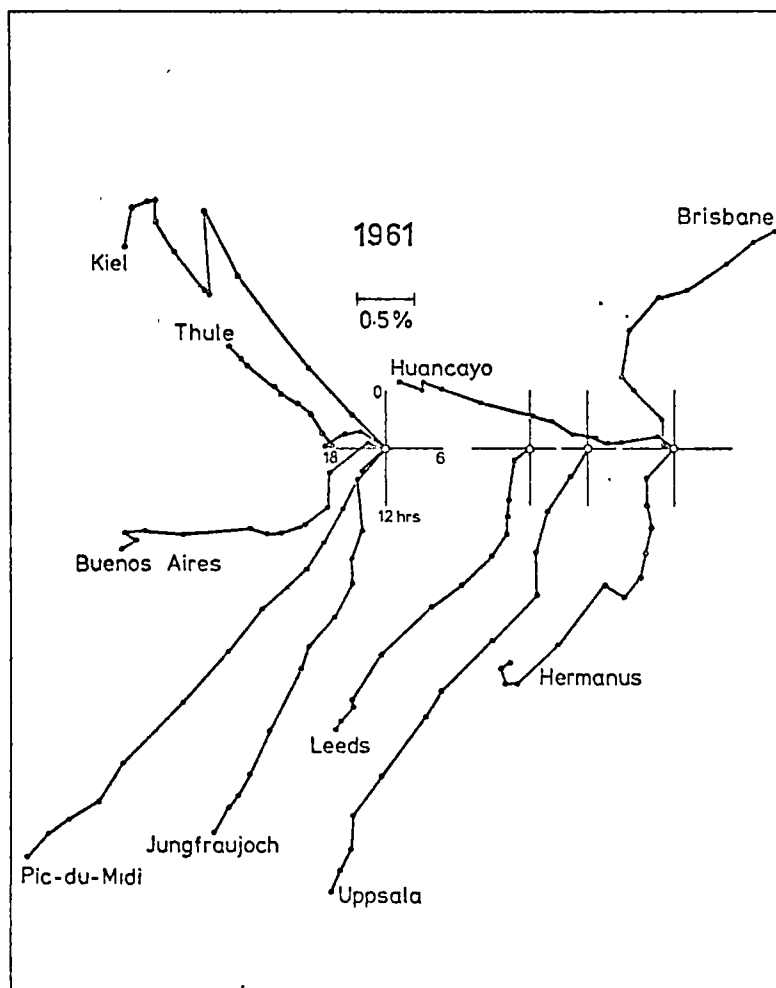 Brisbane
1961
Kiel
0·5%
Thule
Huancayo
0
18
6
12 hrs
Buenos Aires
Hermanus
Leeds
Jungfraujoch
Pic-du-Midi
Uppsala